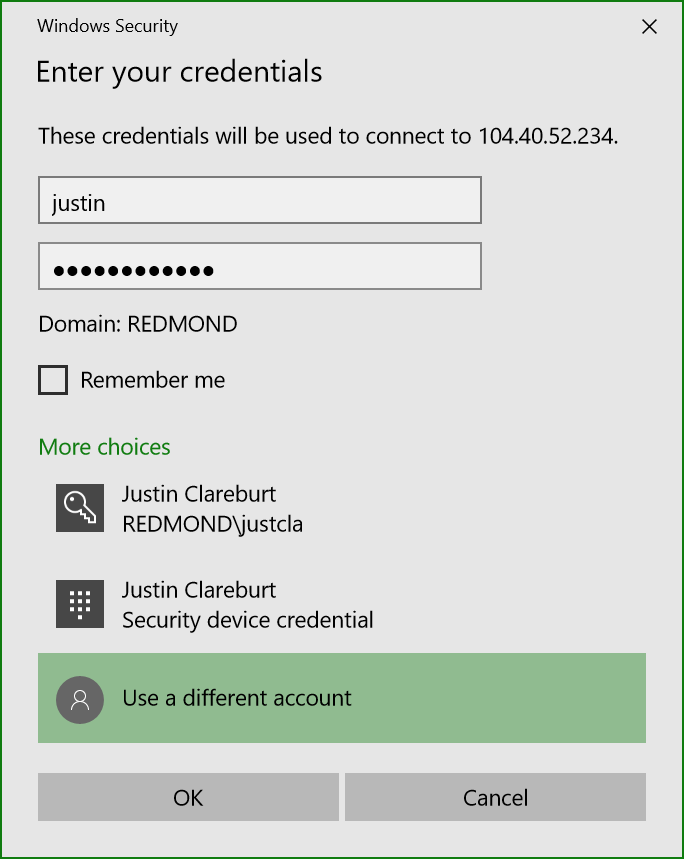 Windows Security
Enter your credentials
These credentials will be used to connect to 104.40.52.234.
justin
●●●●●●●●●●●●
Domain: REDMOND
Remember me
More choices
Justin Clareburt
REDMOND\justcla
Justin Clareburt
Security device credential
Use a different account
OK
Cancel